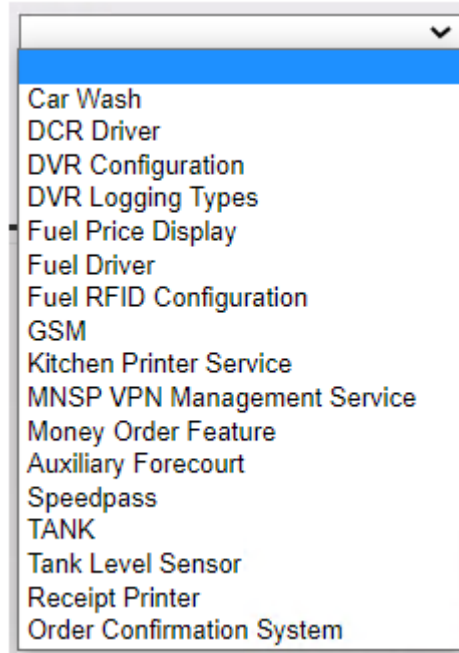 Car Wash
DCR Driver
DVR Configuration
DVR Logging Types
Fuel Price Display
Fuel Driver
Fuel RFID Configuration
GSM
Kitchen Printer Service
MNSP VPN Management Service
Money Order Feature
Auxiliary Forecourt
Speedpass
TANK
Tank Level Sensor
Receipt Printer
Order Confirmation System